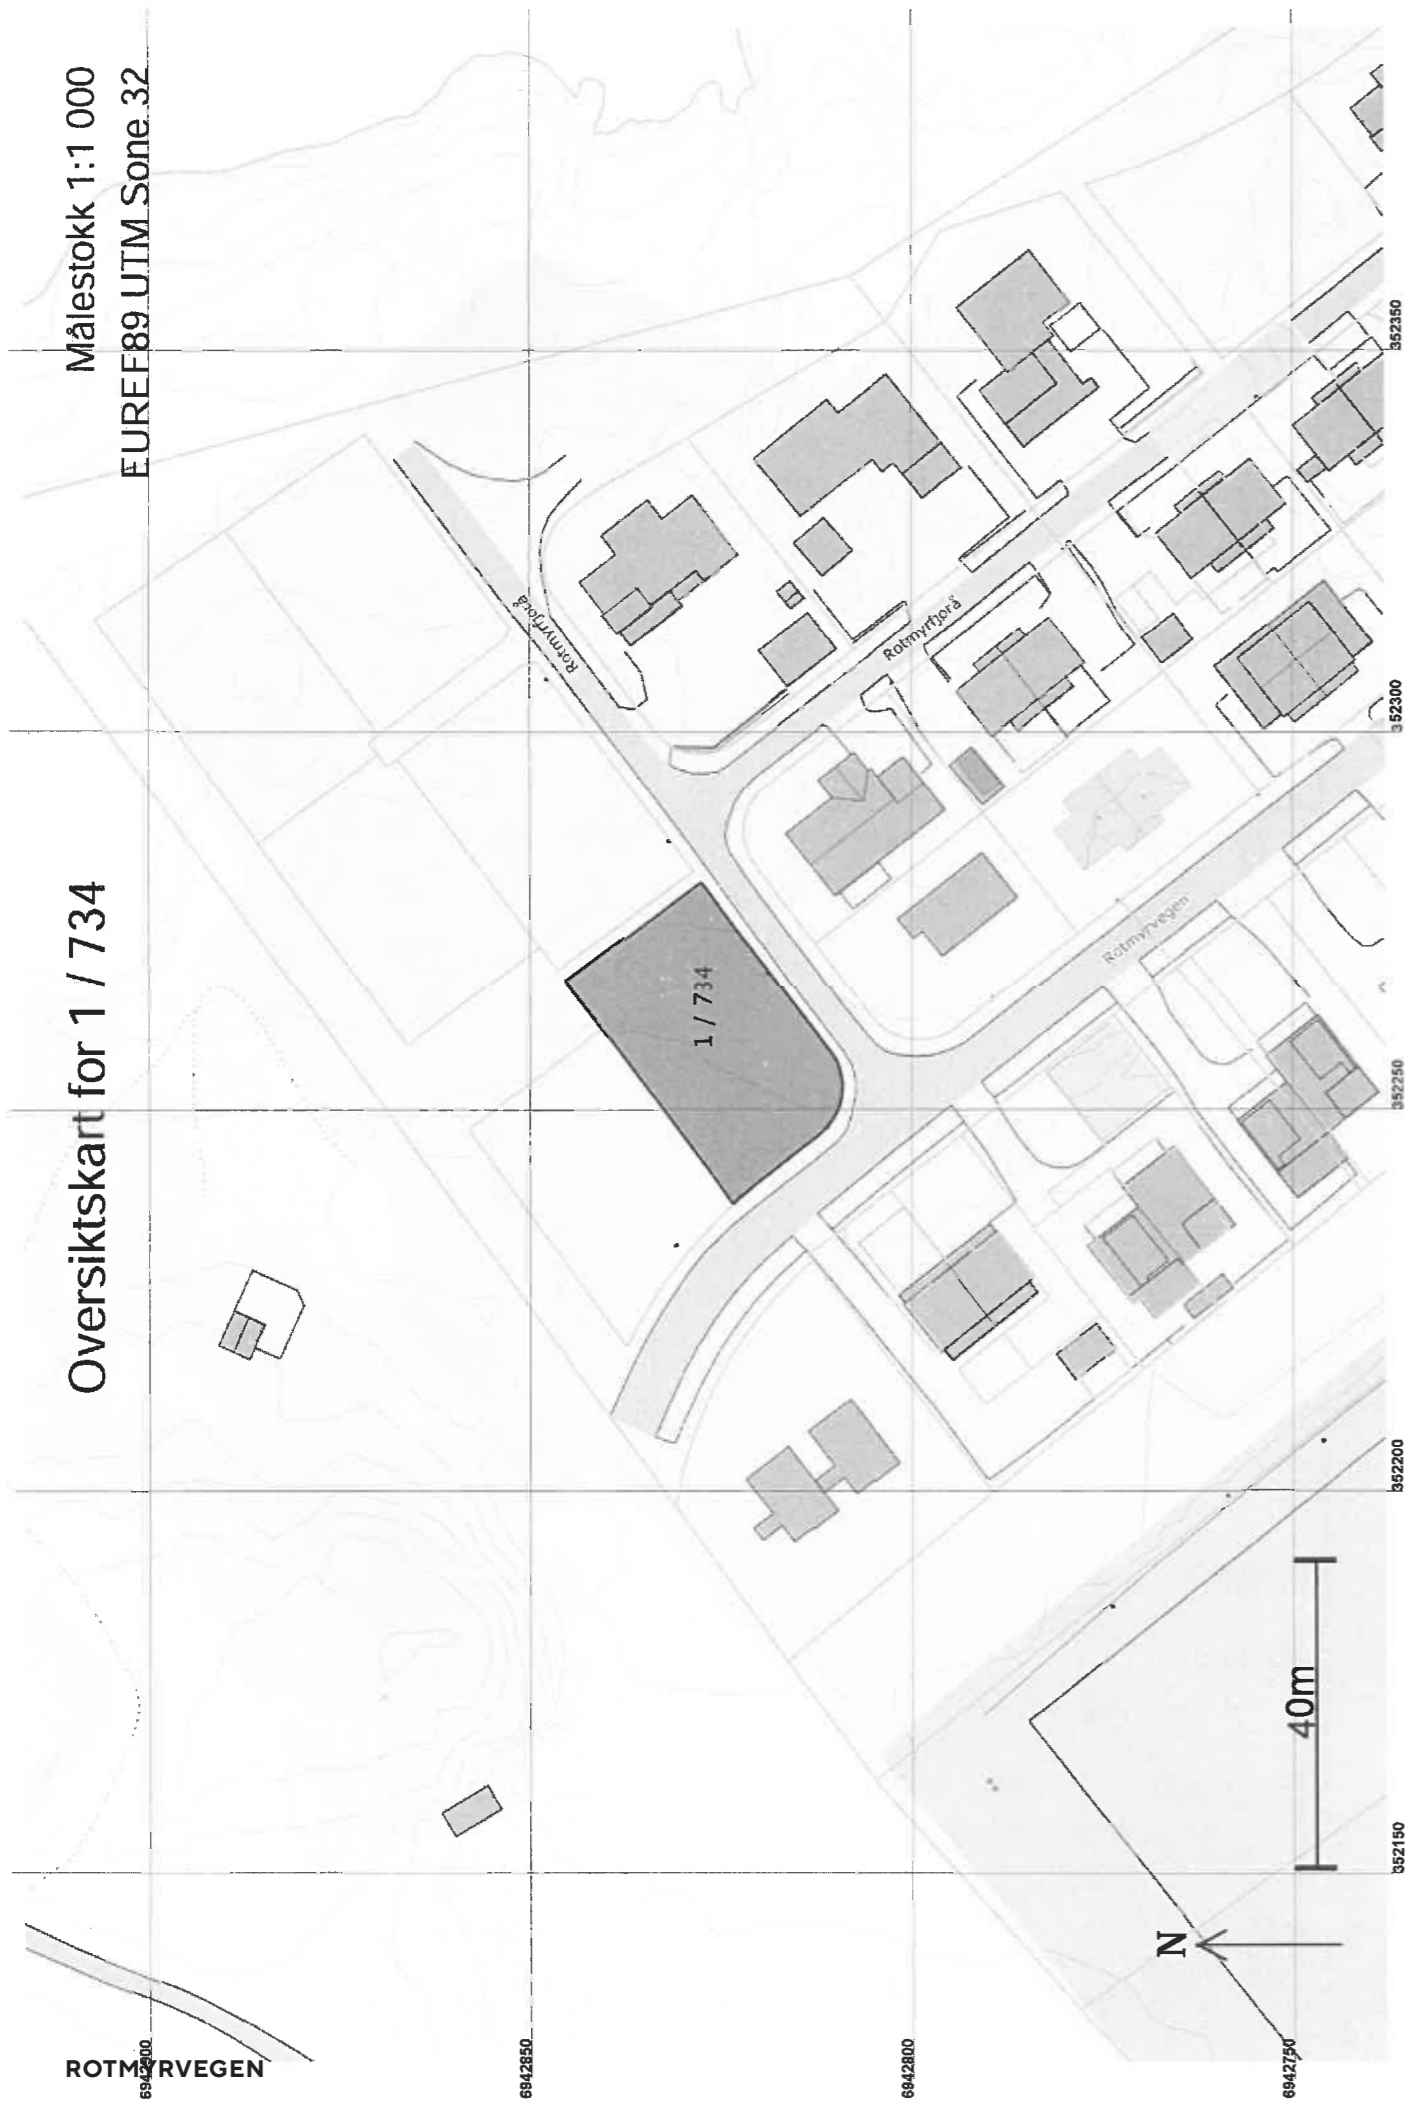 Oversiktskart for 1 / 734
Målestokk 1:1 000
EUREF89 UTM Sone 32
Rotmyrfjorå
Rotmyrfjorå
1 / 734
Rotmyrvegen
40m
N
352150
352200
352250
352300
352350
6942900
6942850
6942800
6942750
ROTMYRVEGEN